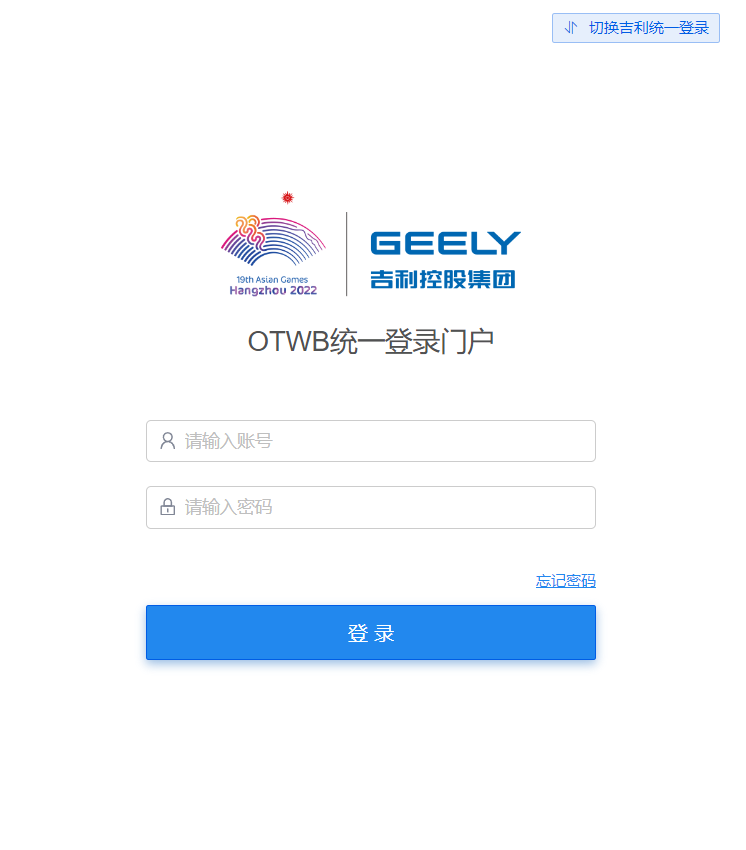 切换吉利统一登录
19th Asian Games
Hangzhou 2022
GEELY
吉利控股集团
OTWB统一登录门户
请输入账号
请输入密码
忘记密码
登 录